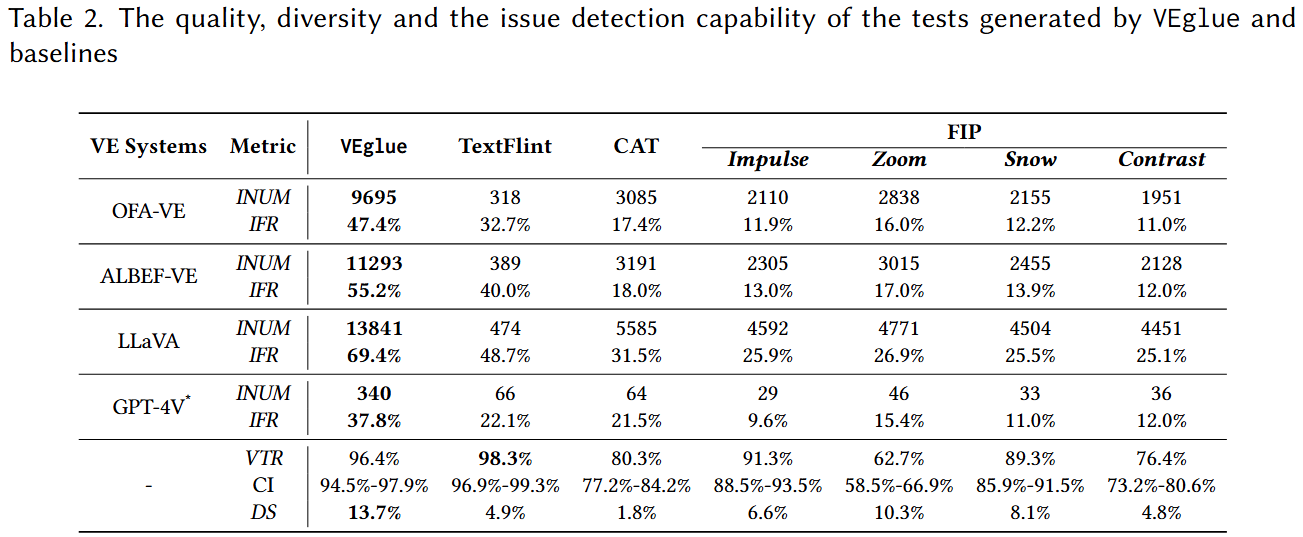 Table 2. The quality, diversity and the issue detection capability of the tests generated by VEglue and
baselines
VE Systems Metric VEglue TextFlint CAT FIP
Impulse Zoom Snow Contrast
OFA-VE INUM 9695 318 3085 2110 2838 2155 1951
IFR 47.4% 32.7% 17.4% 11.9% 16.0% 12.2% 11.0%
ALBEF-VE INUM 11293 389 3191 2305 3015 2455 2128
IFR 55.2% 40.0% 18.0% 13.0% 17.0% 13.9% 12.0%
LLaVA INUM 13841 474 5585 4592 4771 4504 4451
IFR 69.4% 48.7% 31.5% 25.9% 26.9% 25.5% 25.1%
GPT-4V* INUM 340 66 64 29 46 33 36
IFR 37.8% 22.1% 21.5% 9.6% 15.4% 11.0% 12.0%
- VTR 96.4% 98.3% 80.3% 91.3% 62.7% 89.3% 76.4%
CI 94.5%-97.9% 96.9%-99.3% 77.2%-84.2% 88.5%-93.5% 58.5%-66.9% 85.9%-91.5% 73.2%-80.6%
DS 13.7% 4.9% 1.8% 6.6% 10.3% 8.1% 4.8%